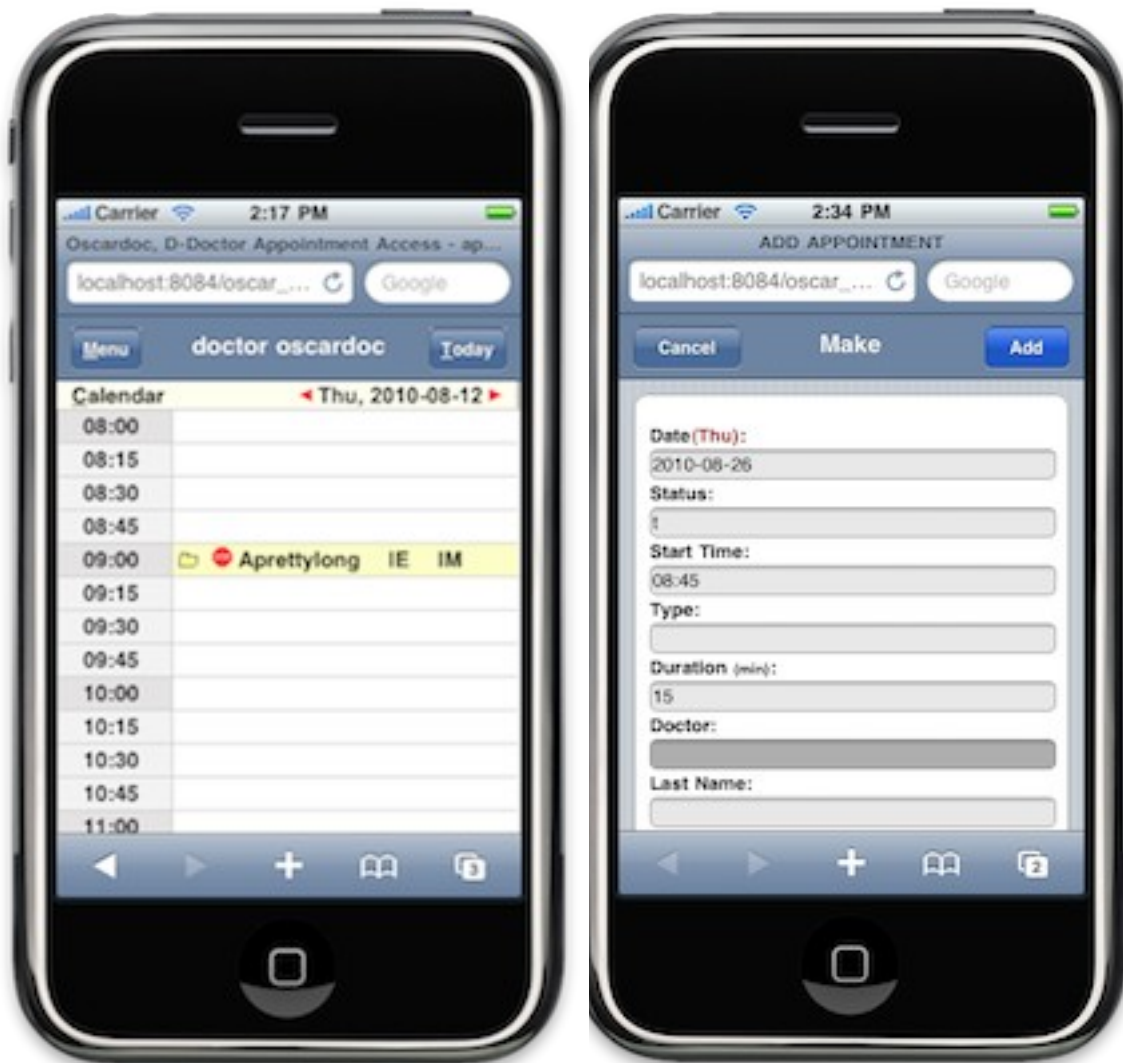 Carrier 2:17 PM
Oscardoc, D-Doctor Appointment Access - ap...
localhost:8084/oscar_... Google
Menu doctor oscardoc Today
Calendar Thu, 2010-08-12
08:00
08:15
08:30
08:45
09:00 Aprettylong IE IM
09:15
09:30
09:45
10:00
10:15
10:30
10:45
11:00
3
Carrier 2:34 PM
ADD APPOINTMENT
localhost:8084/oscar_... Google
Cancel Make Add
Date(Thu):
2010-08-26
Status:
t
Start Time:
08:45
Type:
Duration (min):
15
Doctor:
Last Name:
2